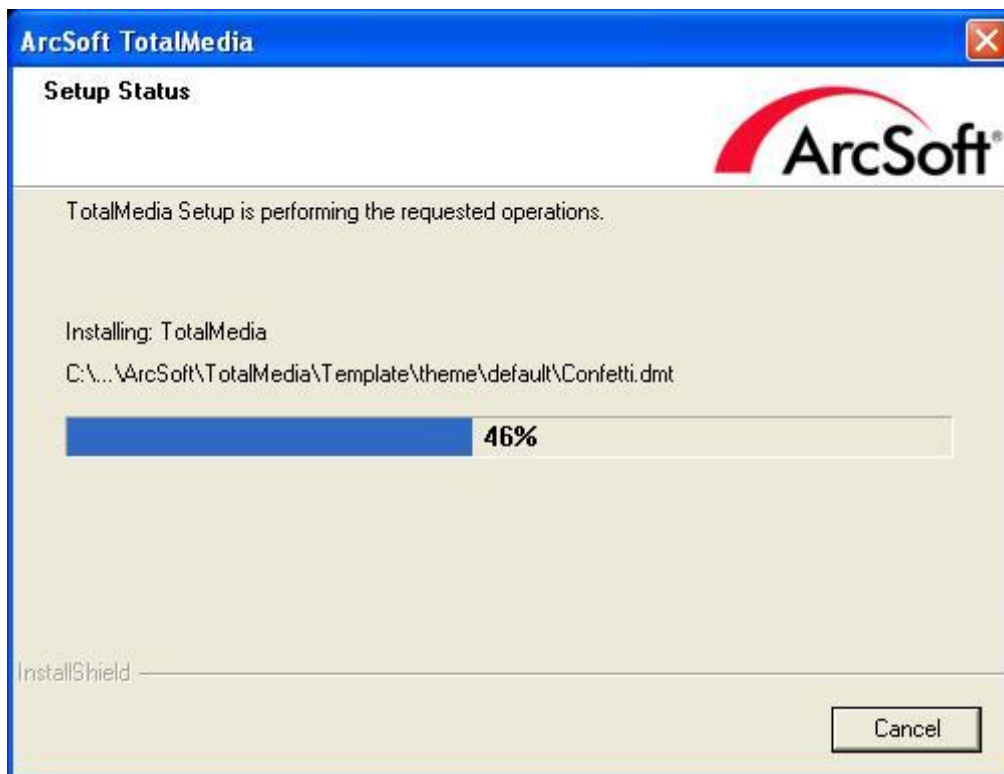 ArcSoft TotalMedia
Setup Status
ArcSoft®
TotalMedia Setup is performing the requested operations.
Installing: TotalMedia
C:\...\ArcSoft\TotalMedia\Template\theme\default\Confetti.dmt
46%
InstallShield
Cancel